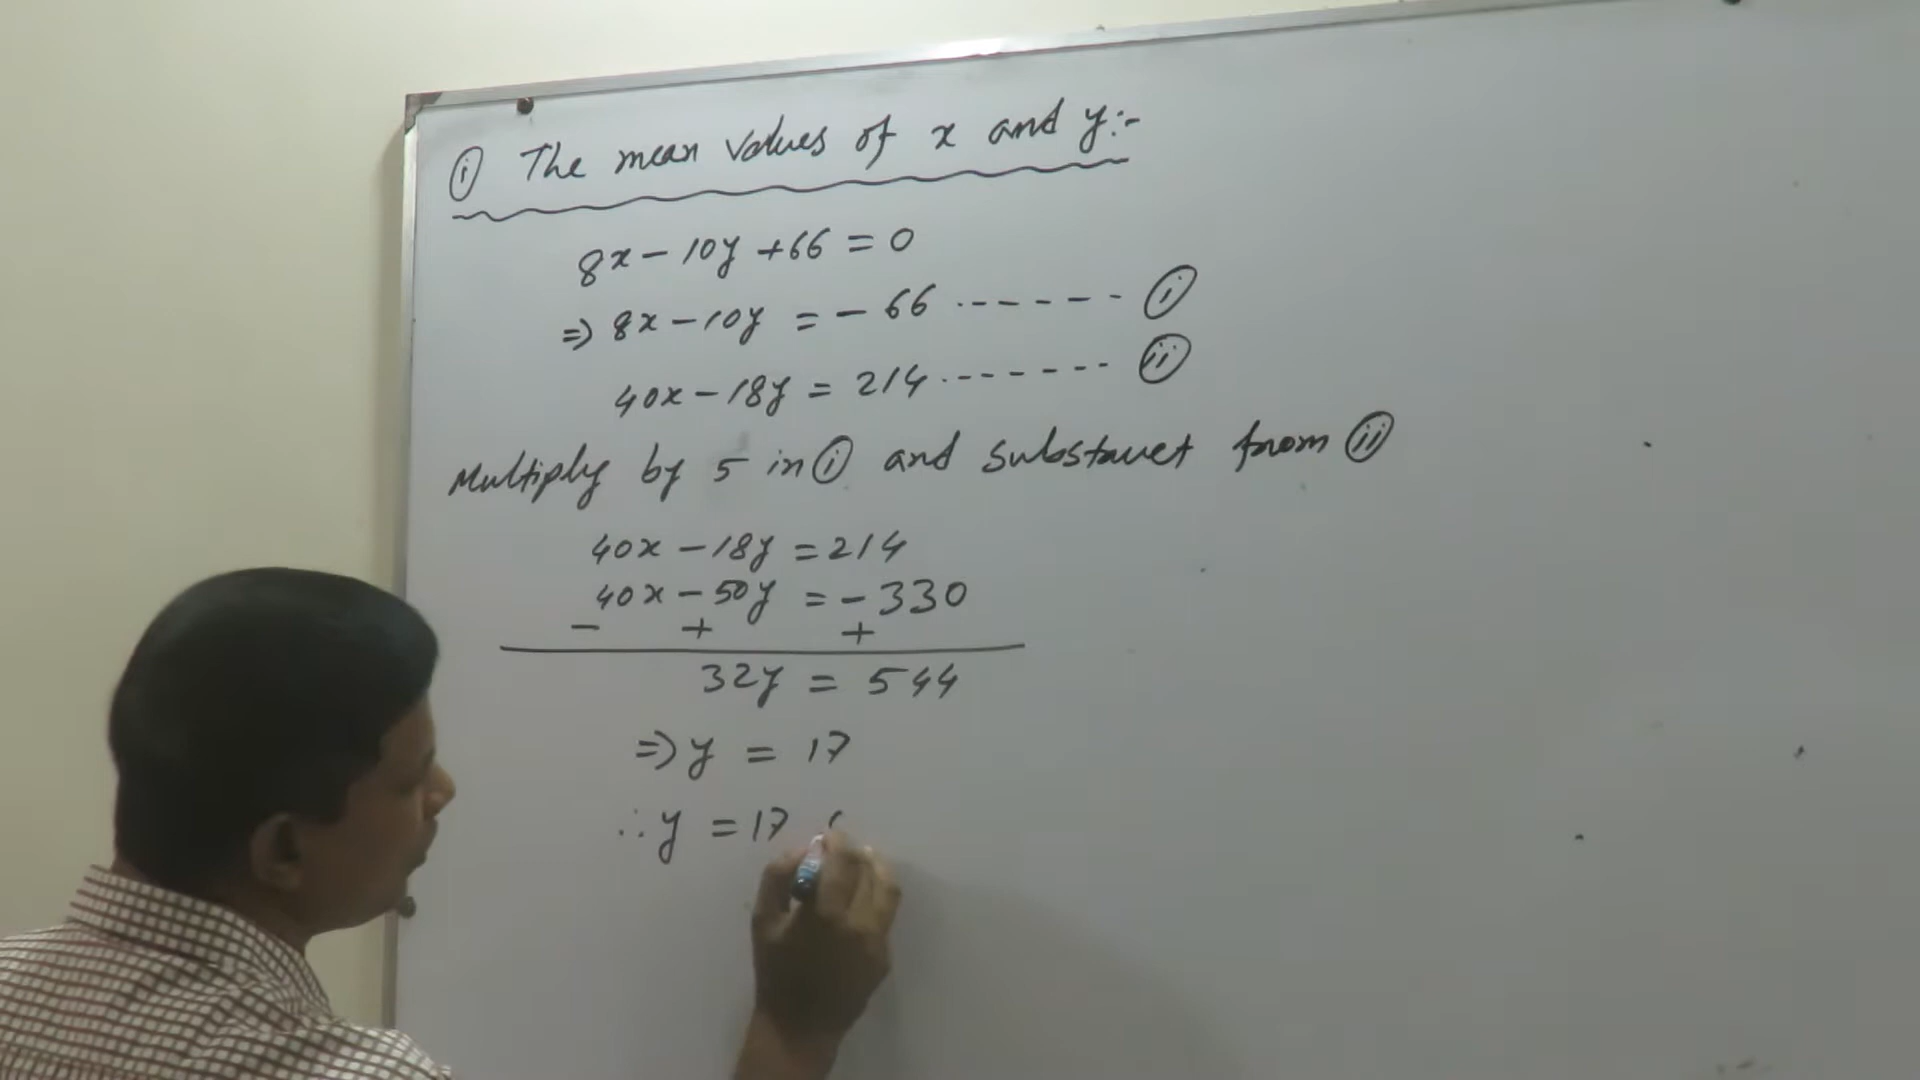 (i) The mean values of x and y:-
8x - 10y + 66 = 0
⇒ 8x - 10y = - 66 ------- (i)
40x - 18y = 214 ------- (ii)
Multiply by 5 in (i) and substruct from (ii)
40x - 18y = 214
40x - 50y = - 330
- + +
32y = 544
⇒ y = 17
∴ y = 17